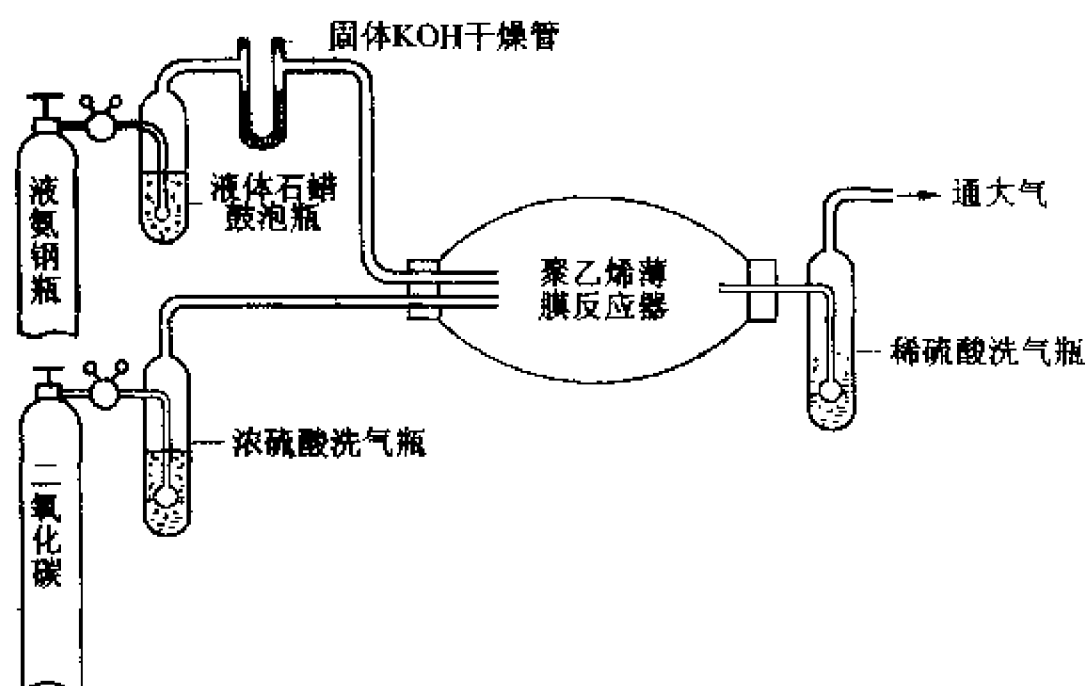 固体KOH干燥管
液氨钢瓶
液体石蜡
鼓泡瓶
通大气
聚乙烯薄
膜反应器
稀硫酸洗气瓶
浓硫酸洗气瓶
二氧化碳